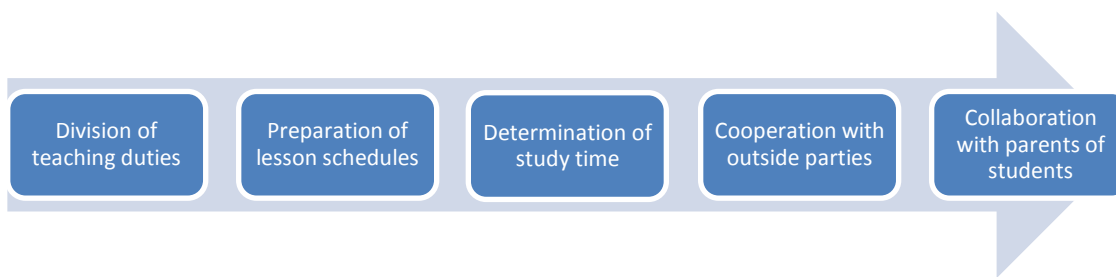 Division of
teaching duties
Preparation of
lesson schedules
Determination of
study time
Cooperation with
outside parties
Collaboration
with parents of
students